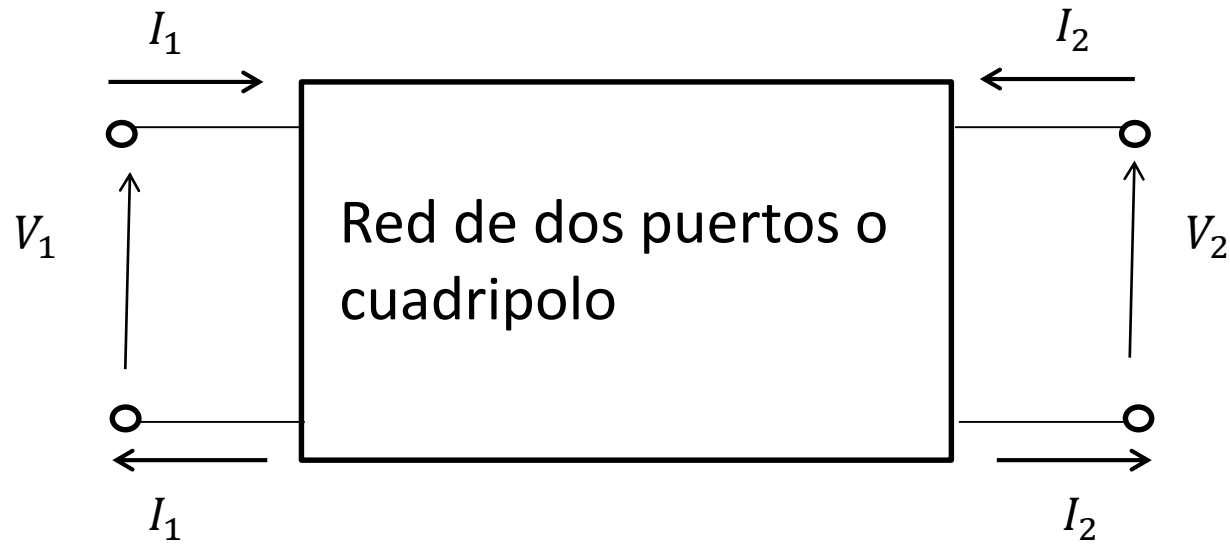 I₁
I₂
V₁
Red de dos puertos o
cuadripolo
V₂
I₁
I₂